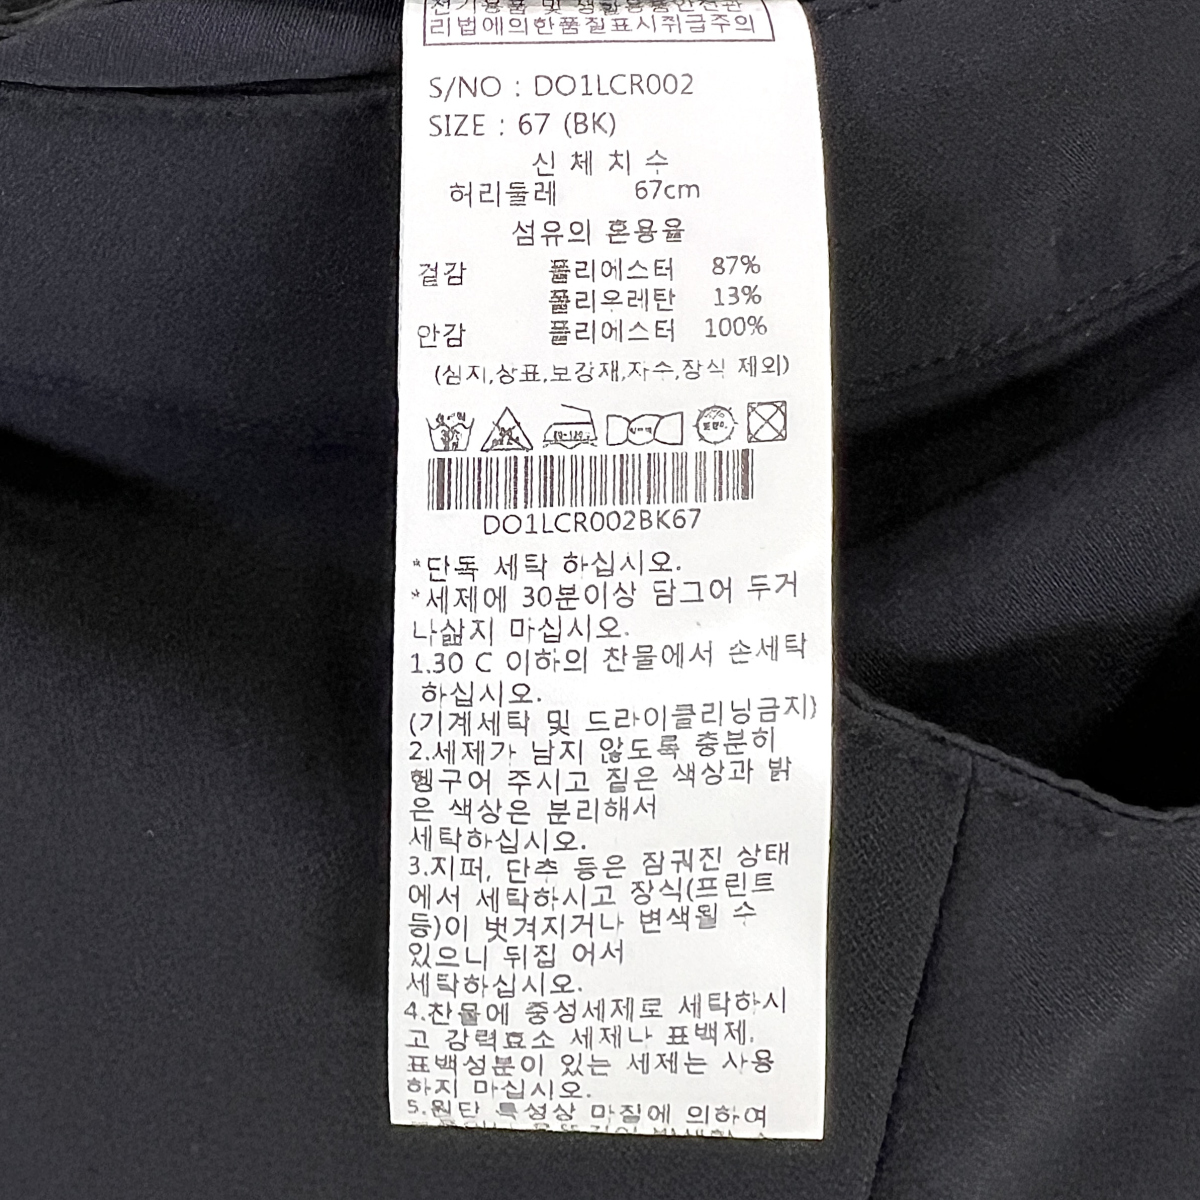 전기용품 및 생활용품안전관
리법에의한품질표시취급주의
S/NO : DO1LCR002
SIZE : 67 (BK)
신 체 치 수
허리둘레 67cm
섬유의 혼용율
겉감 폴리에스터 87%
폴리우레탄 13%
안감 폴리에스터 100%
(심지,상표,보강재,자수,장식 제외)
DO1LCR002BK67
*단독 세탁 하십시오.
*세제에 30분이상 담그어 두거
나삶지 마십시오.
1.30 C 이하의 찬물에서 손세탁
하십시오.
(기계세탁 및 드라이클리닝금지)
2.세제가 남지 않도록 충분히
헹구어 주시고 짙은 색상과 밝
은 색상은 분리해서
세탁하십시오.
3.지퍼, 단추 등은 잠궈진 상태
에서 세탁하시고 장식(프린트
등)이 벗겨지거나 변색될 수
있으니 뒤집 어서
세탁하십시오.
4.찬물에 중성세제로 세탁하시
고 강력효소 세제나 표백제.
표백성분이 있는 세제는 사용
하지 마십시오.
5.원단 특성상 마찰에 의하여